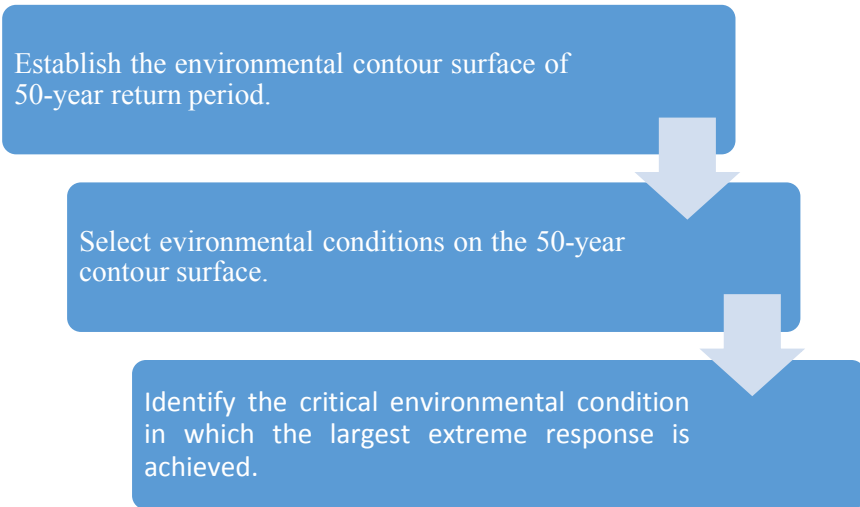 Establish the environmental contour surface of
50-year return period.
Select evironmental conditions on the 50-year
contour surface.
Identify the critical environmental condition
in which the largest extreme response is
achieved.